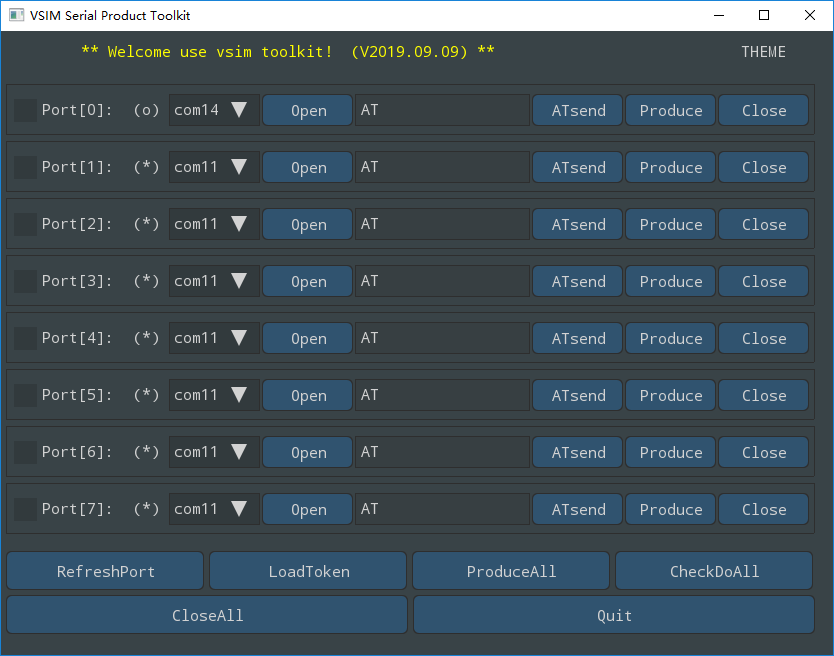 VSIM Serial Product Toolkit
** Welcome use vsim toolkit! (V2019.09.09) ** THEME
Port[0]: (o) com14 Open AT ATsend Produce Close
Port[1]: (*) com11 Open AT ATsend Produce Close
Port[2]: (*) com11 Open AT ATsend Produce Close
Port[3]: (*) com11 Open AT ATsend Produce Close
Port[4]: (*) com11 Open AT ATsend Produce Close
Port[5]: (*) com11 Open AT ATsend Produce Close
Port[6]: (*) com11 Open AT ATsend Produce Close
Port[7]: (*) com11 Open AT ATsend Produce Close
RefreshPort LoadToken ProduceAll CheckDoAll
CloseAll Quit